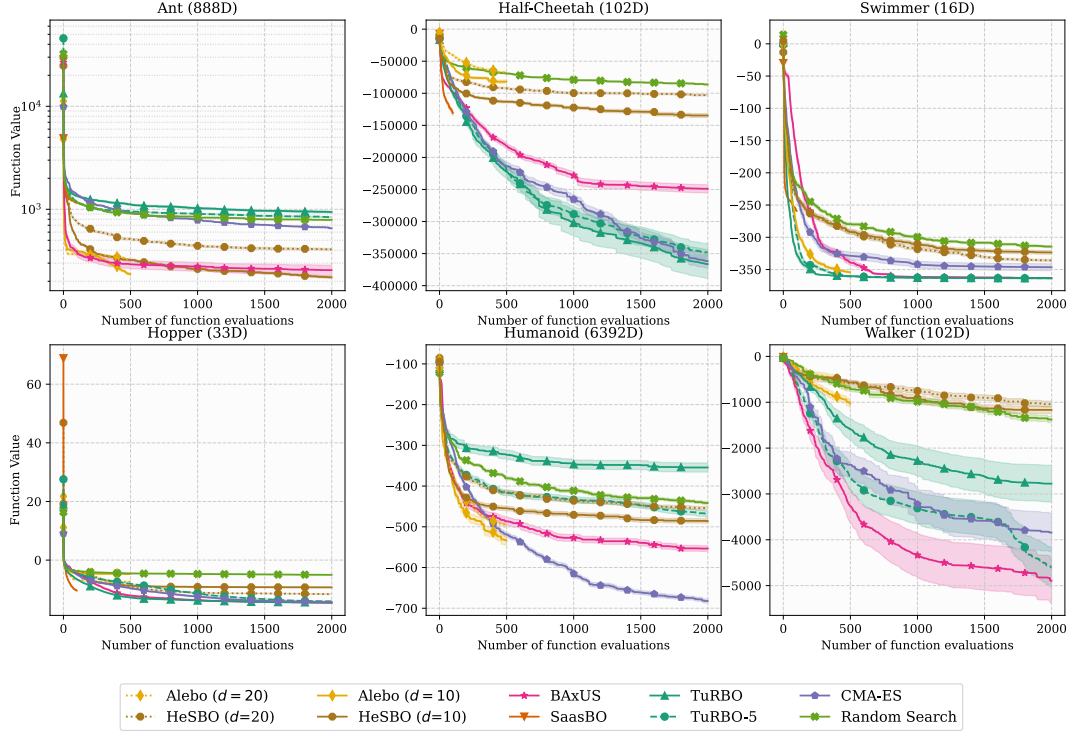 Ant (888D)
Half-Cheetah (102D)
Swimmer (16D)
Function Value
10^4
10^3
0
500
1000
1500
2000
Number of function evaluations
0
−50000
−100000
−150000
−200000
−250000
−300000
−350000
−400000
0
500
1000
1500
2000
Number of function evaluations
0
−50
−100
−150
−200
−250
−300
−350
0
500
1000
1500
2000
Number of function evaluations
Hopper (33D)
Humanoid (6392D)
Walker (102D)
Function Value
60
40
20
0
0
500
1000
1500
2000
Number of function evaluations
−100
−200
−300
−400
−500
−600
−700
0
500
1000
1500
2000
Number of function evaluations
0
−1000
−2000
−3000
−4000
−5000
0
500
1000
1500
2000
Number of function evaluations
Alebo (d = 20)
Alebo (d = 10)
BAxUS
TuRBO
CMA-ES
HeSBO (d=20)
HeSBO (d=10)
SaasBO
TuRBO-5
Random Search